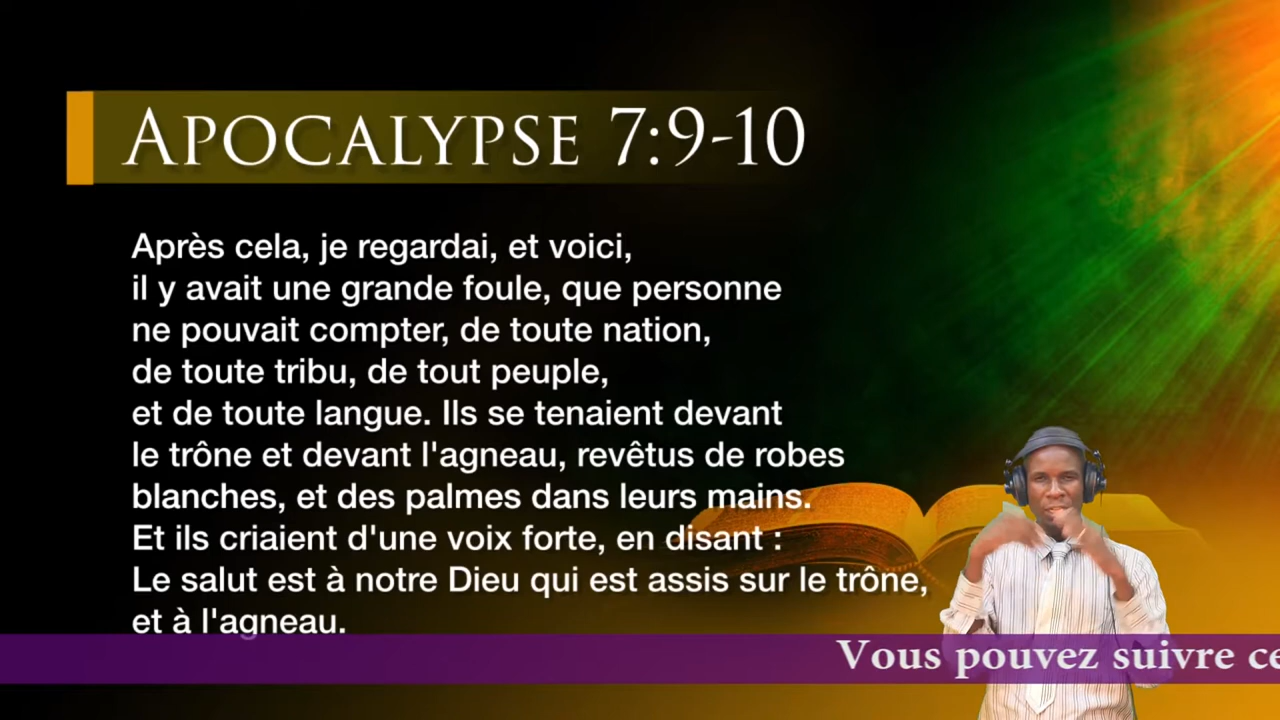 APOCALYPSE 7:9-10
Après cela, je regardai, et voici,
il y avait une grande foule, que personne
ne pouvait compter, de toute nation,
de toute tribu, de tout peuple,
et de toute langue. Ils se tenaient devant
le trône et devant l'agneau, revêtus de robes
blanches, et des palmes dans leurs mains.
Et ils criaient d'une voix forte, en disant :
Le salut est à notre Dieu qui est assis sur le trône,
et à l'agneau.
Vous pouvez suivre ce